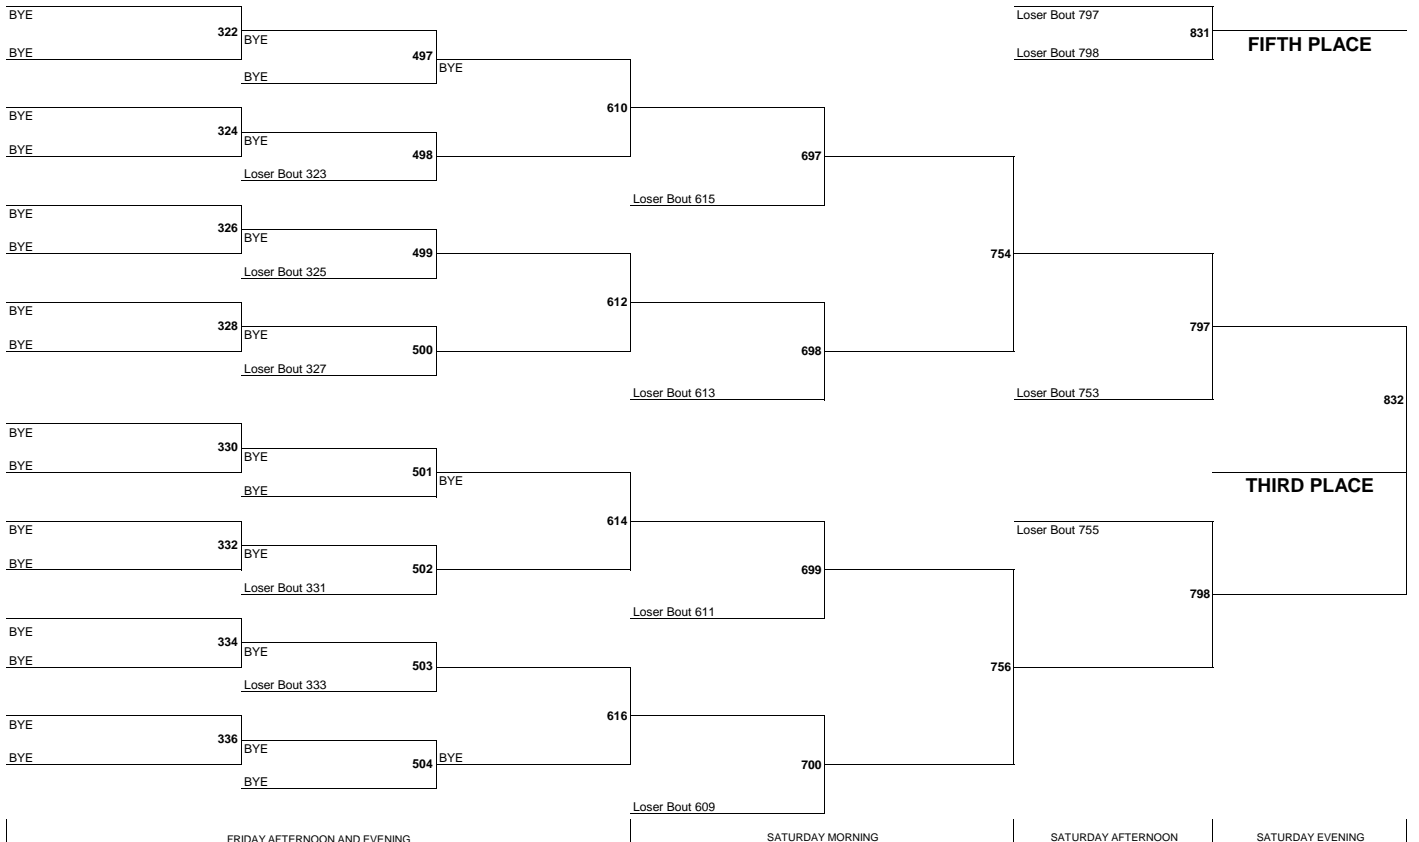 BYE
Loser Bout 797
322
BYE
831
FIFTH PLACE
BYE
497
Loser Bout 798
BYE
BYE
BYE
610
BYE
324
BYE
BYE
498
697
Loser Bout 323
Loser Bout 615
BYE
326
BYE
BYE
499
754
Loser Bout 325
612
BYE
328
BYE
797
BYE
500
698
Loser Bout 327
Loser Bout 613
Loser Bout 753
832
BYE
330
BYE
BYE
501
BYE
BYE
THIRD PLACE
614
BYE
Loser Bout 755
332
BYE
BYE
502
699
Loser Bout 331
798
Loser Bout 611
BYE
334
BYE
BYE
503
756
Loser Bout 333
616
BYE
336
BYE
BYE
504
BYE
700
BYE
Loser Bout 609
FRIDAY AFTERNOON AND EVENING
SATURDAY MORNING
SATURDAY AFTERNOON
SATURDAY EVENING